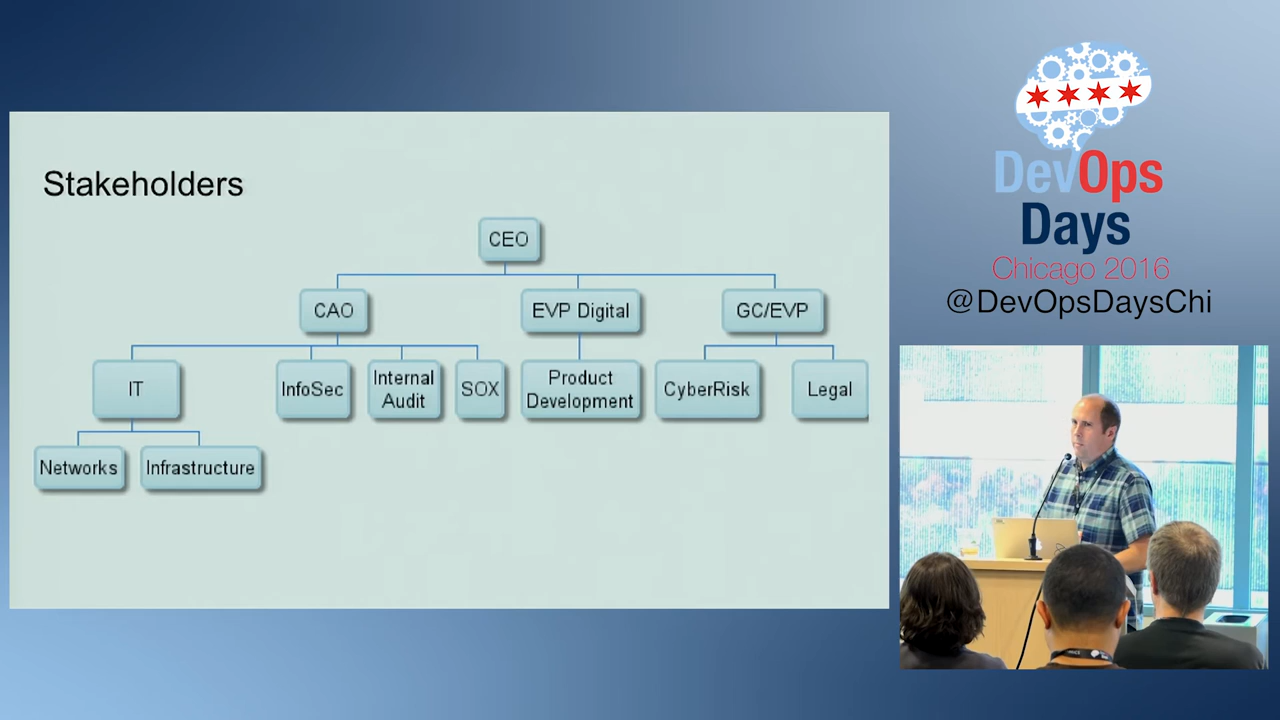 Stakeholders
CEO
CAO
EVP Digital
GC/EVP
IT
InfoSec
Internal
Audit
SOX
Product
Development
CyberRisk
Legal
Networks
Infrastructure
DevOps
Days
Chicago 2016
@DevOpsDaysChi